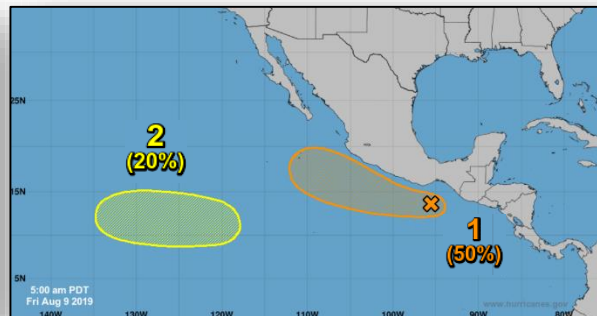 25N
2
(20%)
15N
1
(50%)
5N
5:00 am PDT
Fri Aug 9 2019
www.hurricanes.gov
140W
130W
120W
110W
100W
90W
80W